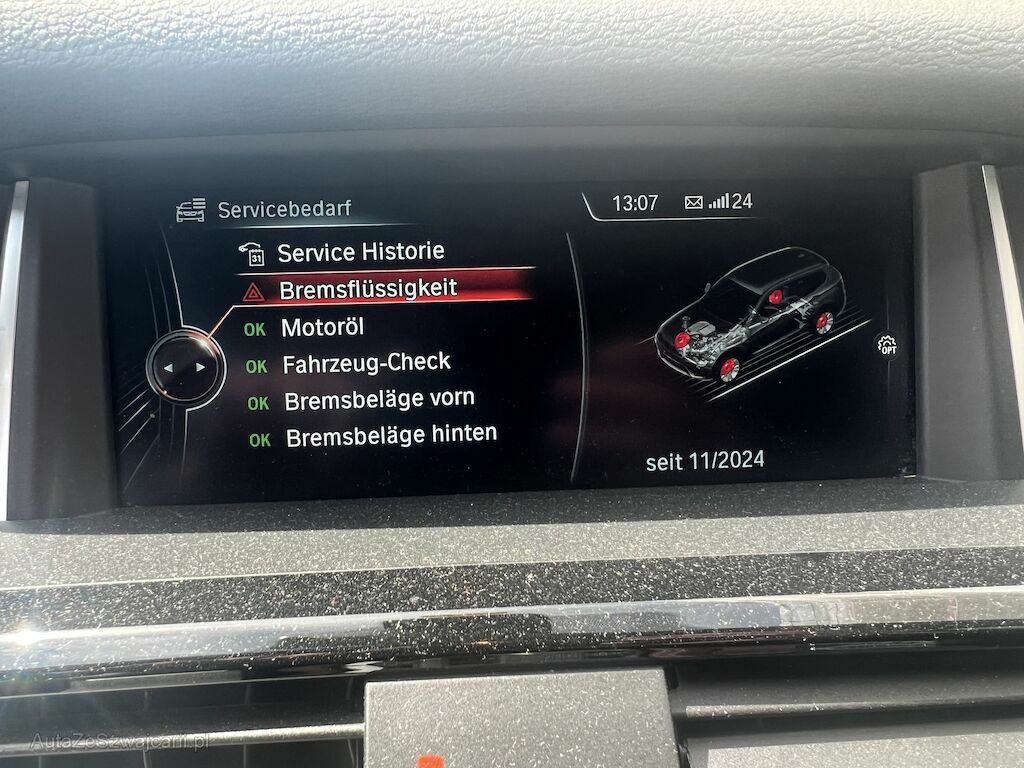 Servicebedarf
13:07 24
Service Historie
31
Bremsflüssigkeit
OK Motoröl
OK Fahrzeug-Check
OK Bremsbeläge vorn
OK Bremsbeläge hinten
OPT
seit 11/2024
AutaZeSzwajcarii.pl